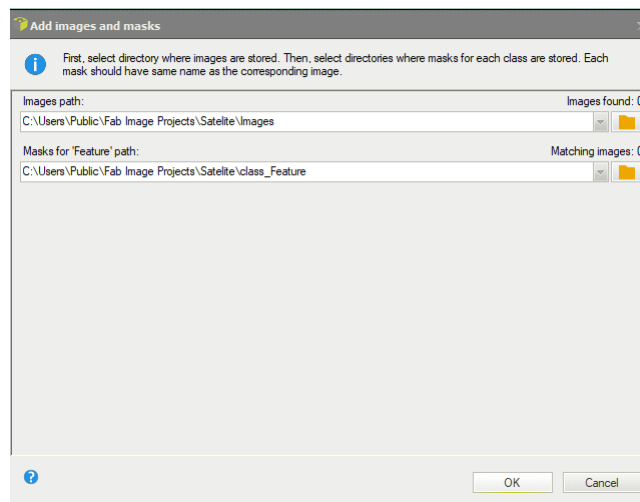 Add images and masks
First, select directory where images are stored. Then, select directories where masks for each class are stored. Each
mask should have same name as the corresponding image.
Images path: Images found:
C:\Users\Public\Fab Image Projects\Satelite\Images
Masks for 'Feature' path: Matching images:
C:\Users\Public\Fab Image Projects\Satelite\class_Feature
OK Cancel